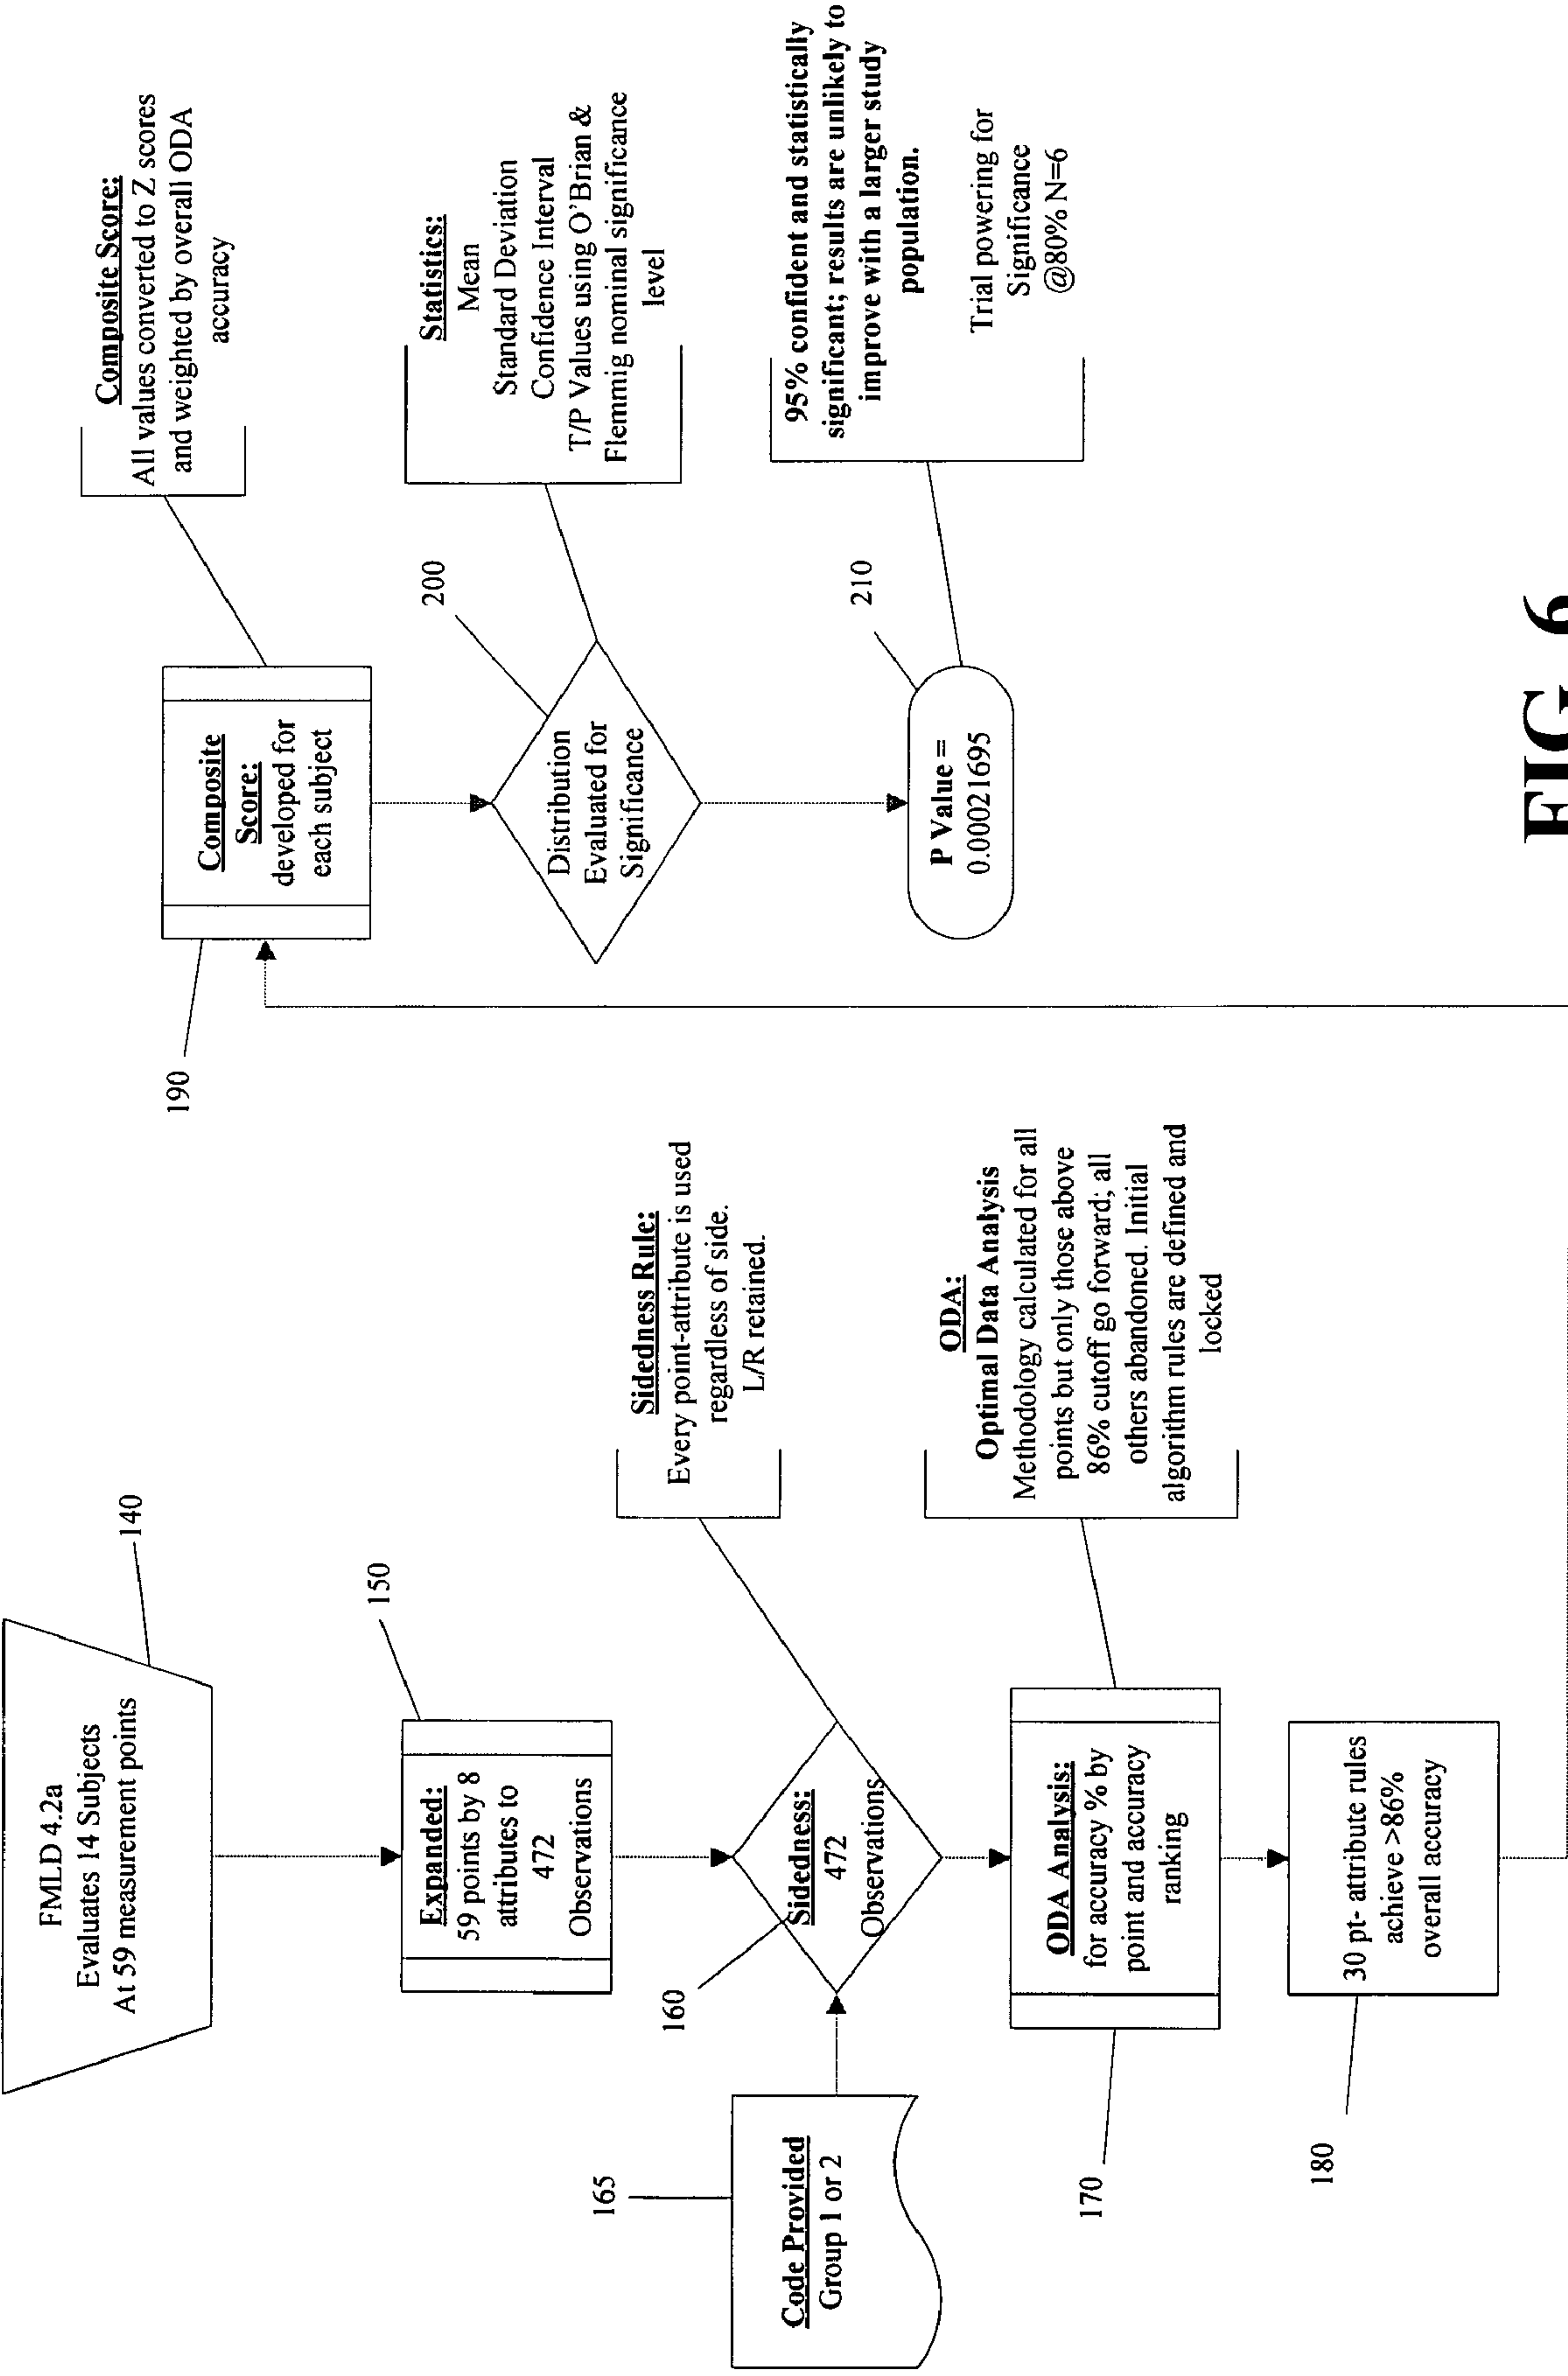 FMLD 4.2a
Evaluates 14 Subjects
At 59 measurement points
140
Expanded:
59 points by 8
attributes to
472
Observations
150
Sidedness:
472
Observations
160
Sidedness Rule:
Every point-attribute is used
regardless of side.
L/R retained.
Code Provided
Group 1 or 2
165
ODA Analysis:
for accuracy % by
point and accuracy
ranking
170
ODA:
Optimal Data Analysis
Methodology calculated for all
points but only those above
86% cutoff go forward; all
others abandoned. Initial
algorithm rules are defined and
locked
30 pt- attribute rules
achieve >86%
overall accuracy
180
190
Composite
Score:
developed for
each subject
Composite Score:
All values converted to Z scores
and weighted by overall ODA
accuracy
200
Distribution
Evaluated for
Significance
Statistics:
Mean
Standard Deviation
Confidence Interval
T/P Values using O'Brian &
Flemmig nominal significance
level
210
P Value =
0.00021695
95% confident and statistically
significant; results are unlikely to
improve with a larger study
population.
Trial powering for
Significance
@80% N=6
FIG 6